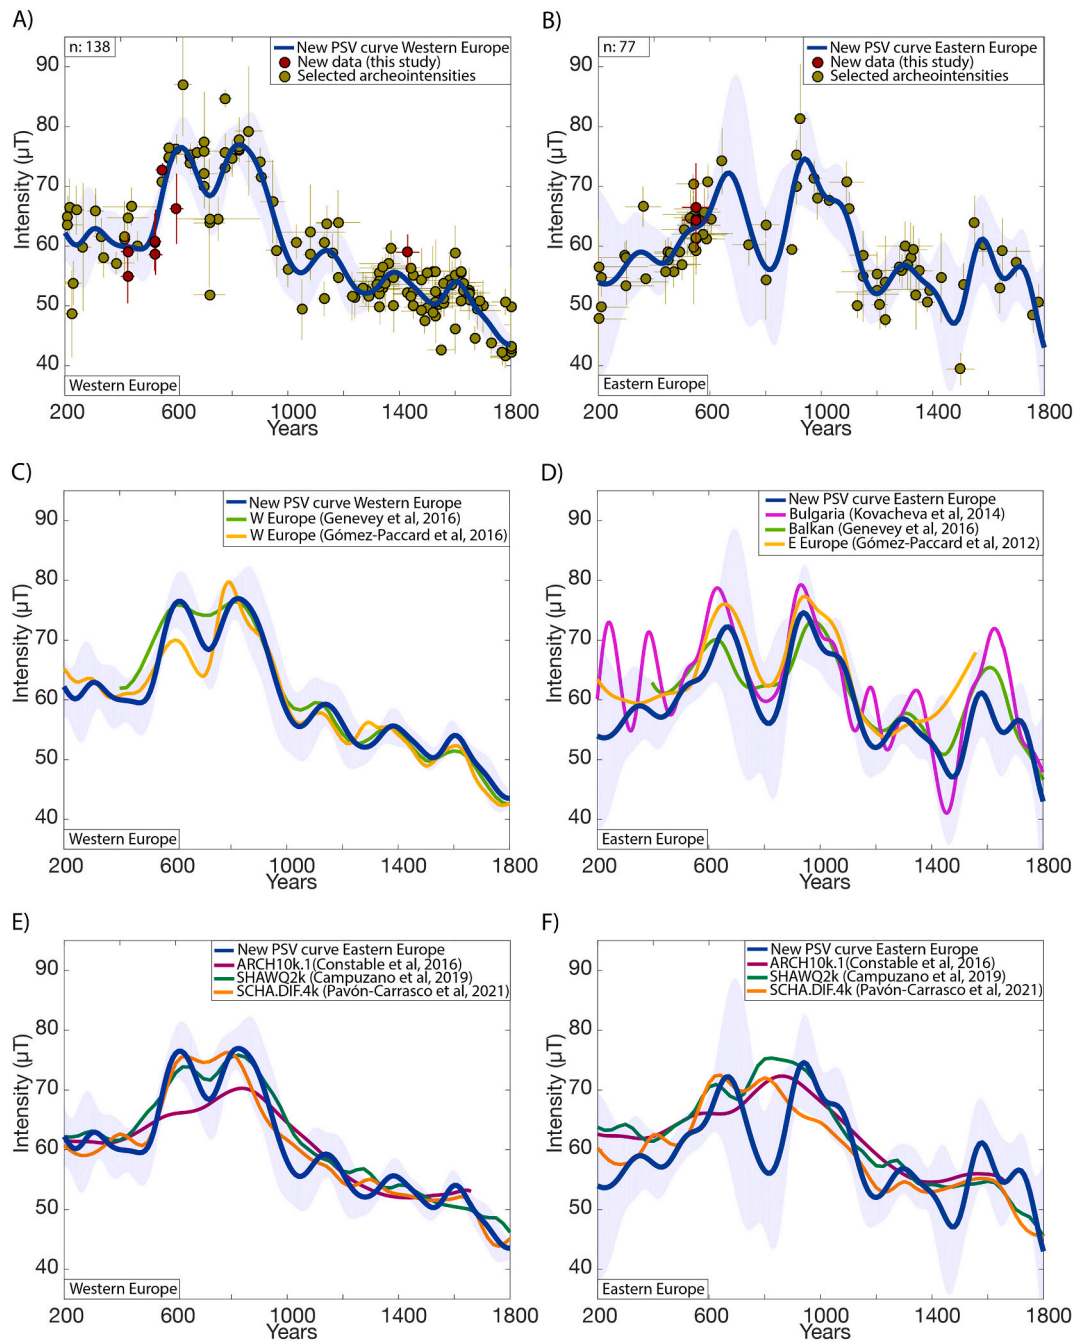 A)
n: 138
New PSV curve Western Europe
New data (this study)
Selected archeointensities
90
80
70
60
50
40
Intensity (µT)
Western Europe
200
600
1000
1400
1800
Years
B)
n: 77
New PSV curve Eastern Europe
New data (this study)
Selected archeointensities
90
80
70
60
50
40
Intensity (µT)
Eastern Europe
200
600
1000
1400
1800
Years
C)
New PSV curve Western Europe
W Europe (Genevey et al, 2016)
W Europe (Gómez-Paccard et al, 2016)
90
80
70
60
50
40
Intensity (µT)
Western Europe
200
600
1000
1400
1800
Years
D)
New PSV curve Eastern Europe
Bulgaria (Kovacheva et al, 2014)
Balkan (Genevey et al, 2016)
E Europe (Gómez-Paccard et al, 2012)
90
80
70
60
50
40
Intensity (µT)
Eastern Europe
200
600
1000
1400
1800
Years
E)
New PSV curve Eastern Europe
ARCH10k.1(Constable et al, 2016)
SHAWQ2k (Campuzano et al, 2019)
SCHA.DIF.4k (Pavón-Carrasco et al, 2021)
90
80
70
60
50
40
Intensity (µT)
Western Europe
200
600
1000
1400
1800
Years
F)
New PSV curve Eastern Europe
ARCH10k.1(Constable et al, 2016)
SHAWQ2k (Campuzano et al, 2019)
SCHA.DIF.4k (Pavón-Carrasco et al, 2021)
90
80
70
60
50
40
Intensity (µT)
Eastern Europe
200
600
1000
1400
1800
Years